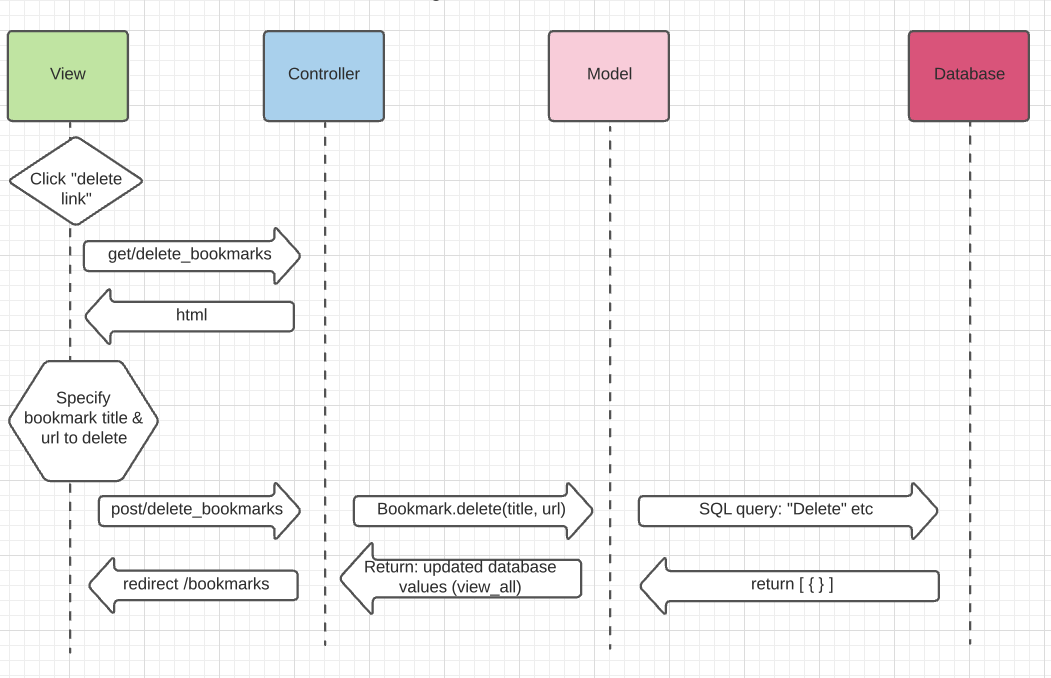 View
Controller
Model
Database
Click "delete
link"
get/delete_bookmarks
html
Specify
bookmark title &
url to delete
post/delete_bookmarks
Bookmark.delete(title, url)
SQL query: "Delete" etc
redirect /bookmarks
Return: updated database
values (view_all)
return [ { } ]